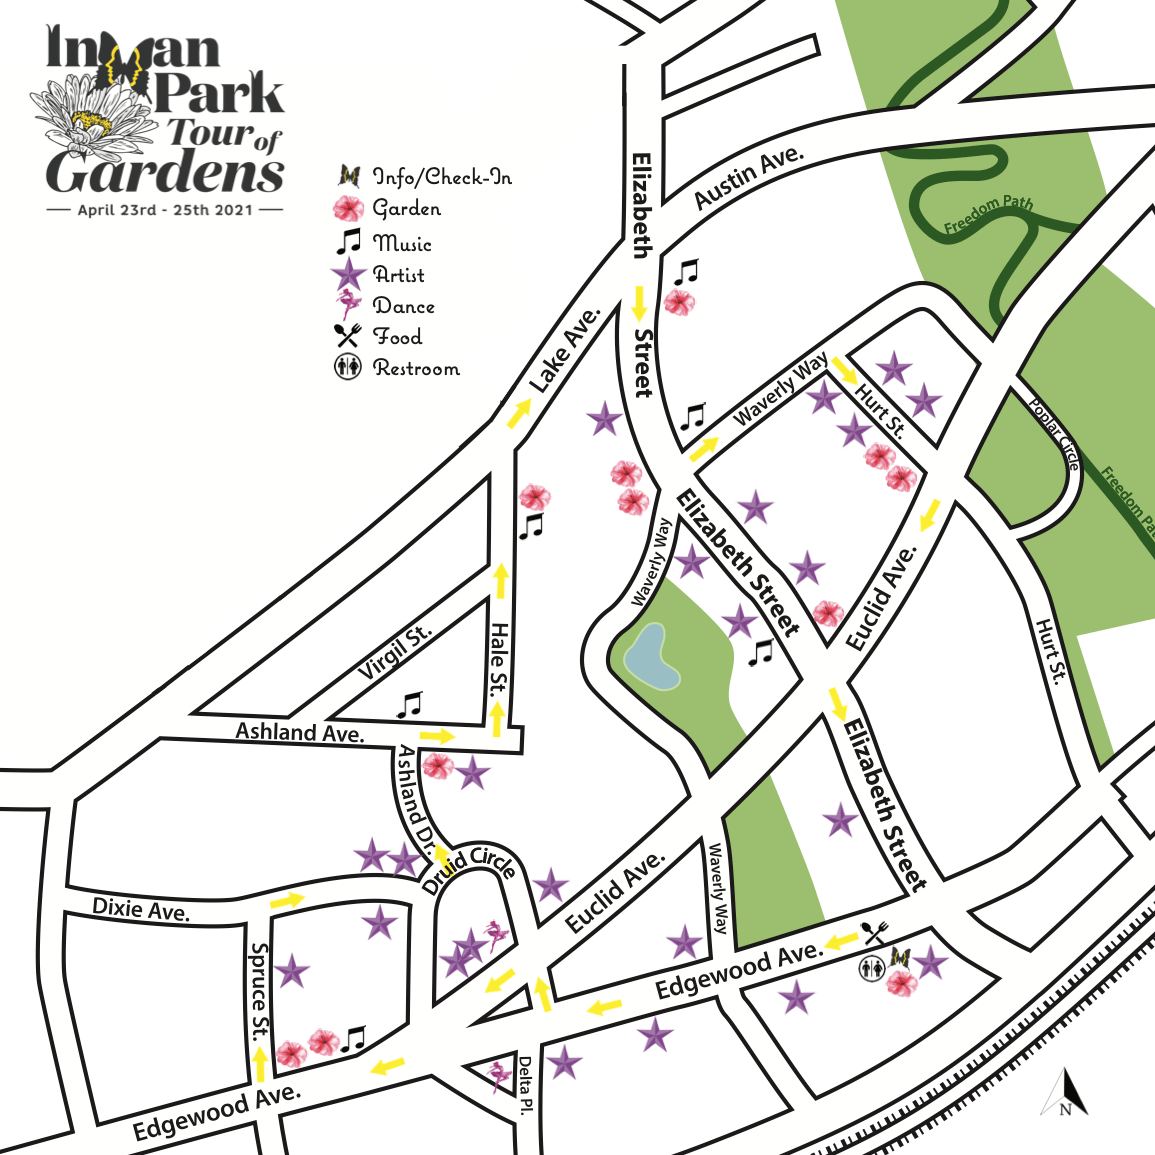 Inman
Park
Tour of
Gardens
April 23rd - 25th 2021
Info/Check-In
Garden
Music
Artist
Dance
Food
Restroom
Elizabeth
Street
Austin Ave.
Freedom Path
Lake Ave.
Waverly Way
Hurt St.
Poplar Circle
Freedom Pa
Elizabeth Street
Waverly Way
Euclid Ave.
Virgil St.
Hale St.
Hurt St.
Ashland Ave.
Ashland Dr.
Elizabeth Street
Druid Circle
Euclid Ave.
Waverly Way
Dixie Ave.
Spruce St.
Edgewood Ave.
Delta Pl.
Edgewood Ave.
N